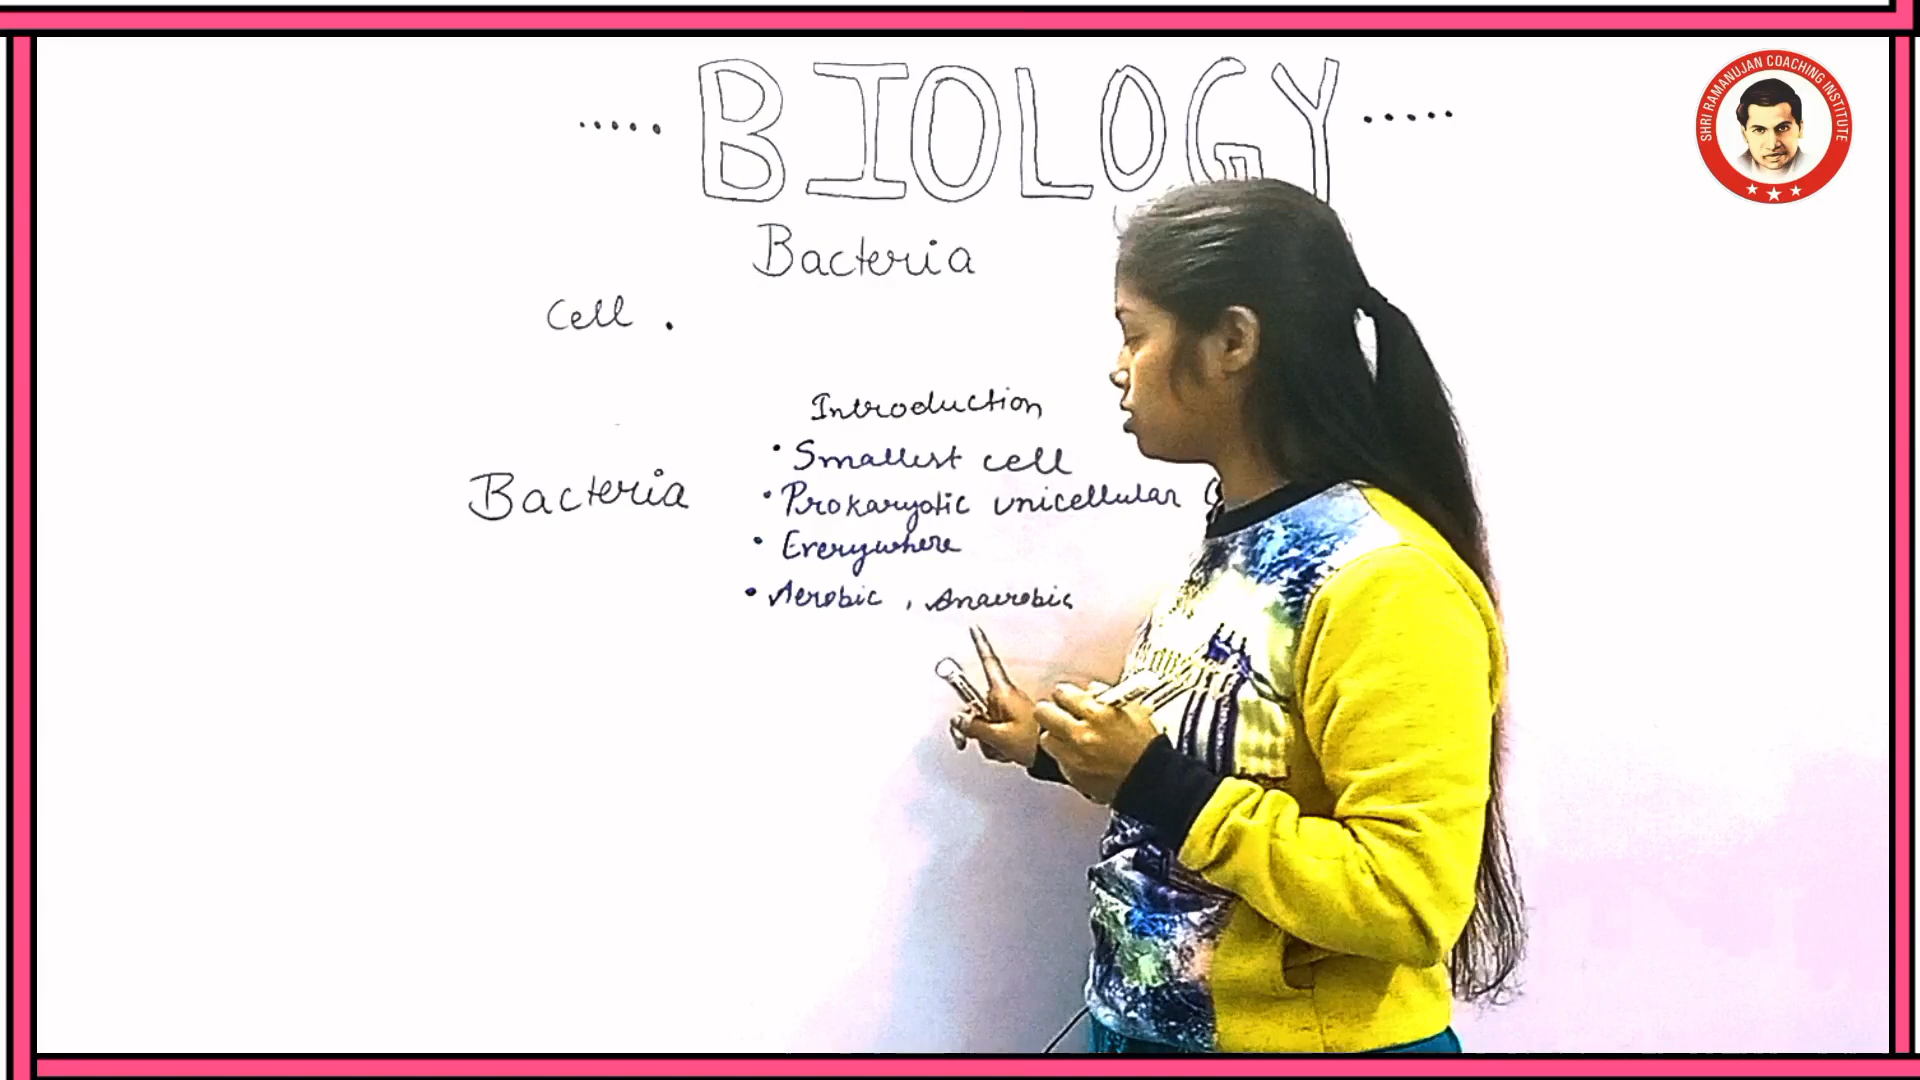 ..... BIOLOGY .....
SHRI RAMANUJAN COACHING INSTITUTE
Bacteria
Cell .
Introduction
• Smallest cell
Bacteria
• Prokaryotic unicellular (
• Everywhere
• Aerobic , Anaerobic